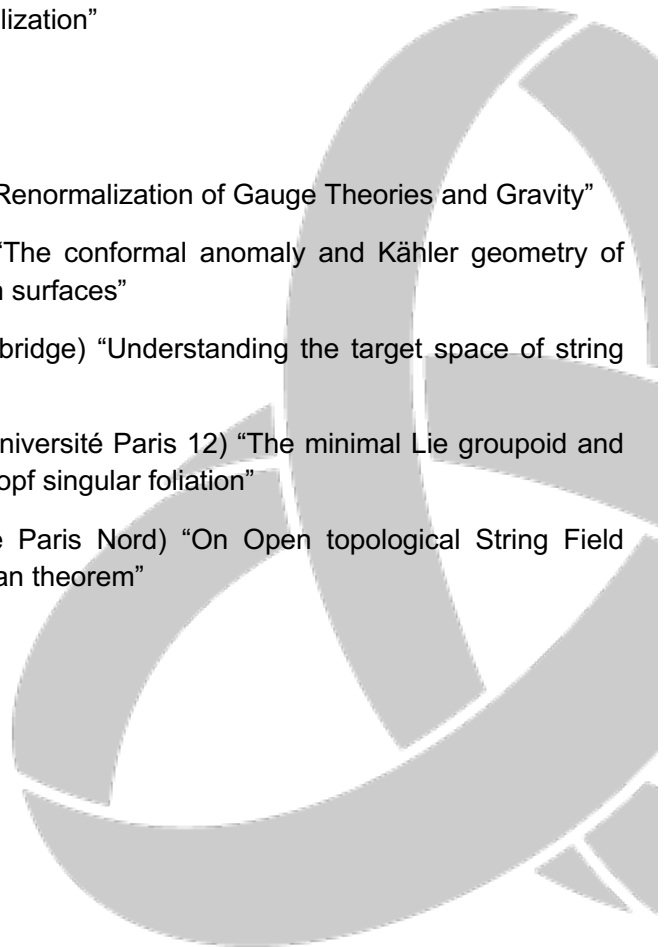 lization”
Renormalization of Gauge Theories and Gravity”
“The conformal anomaly and Kähler geometry of
surfaces”
bridge) “Understanding the target space of string
niversité Paris 12) “The minimal Lie groupoid and
opf singular foliation”
Paris Nord) “On Open topological String Field
an theorem”